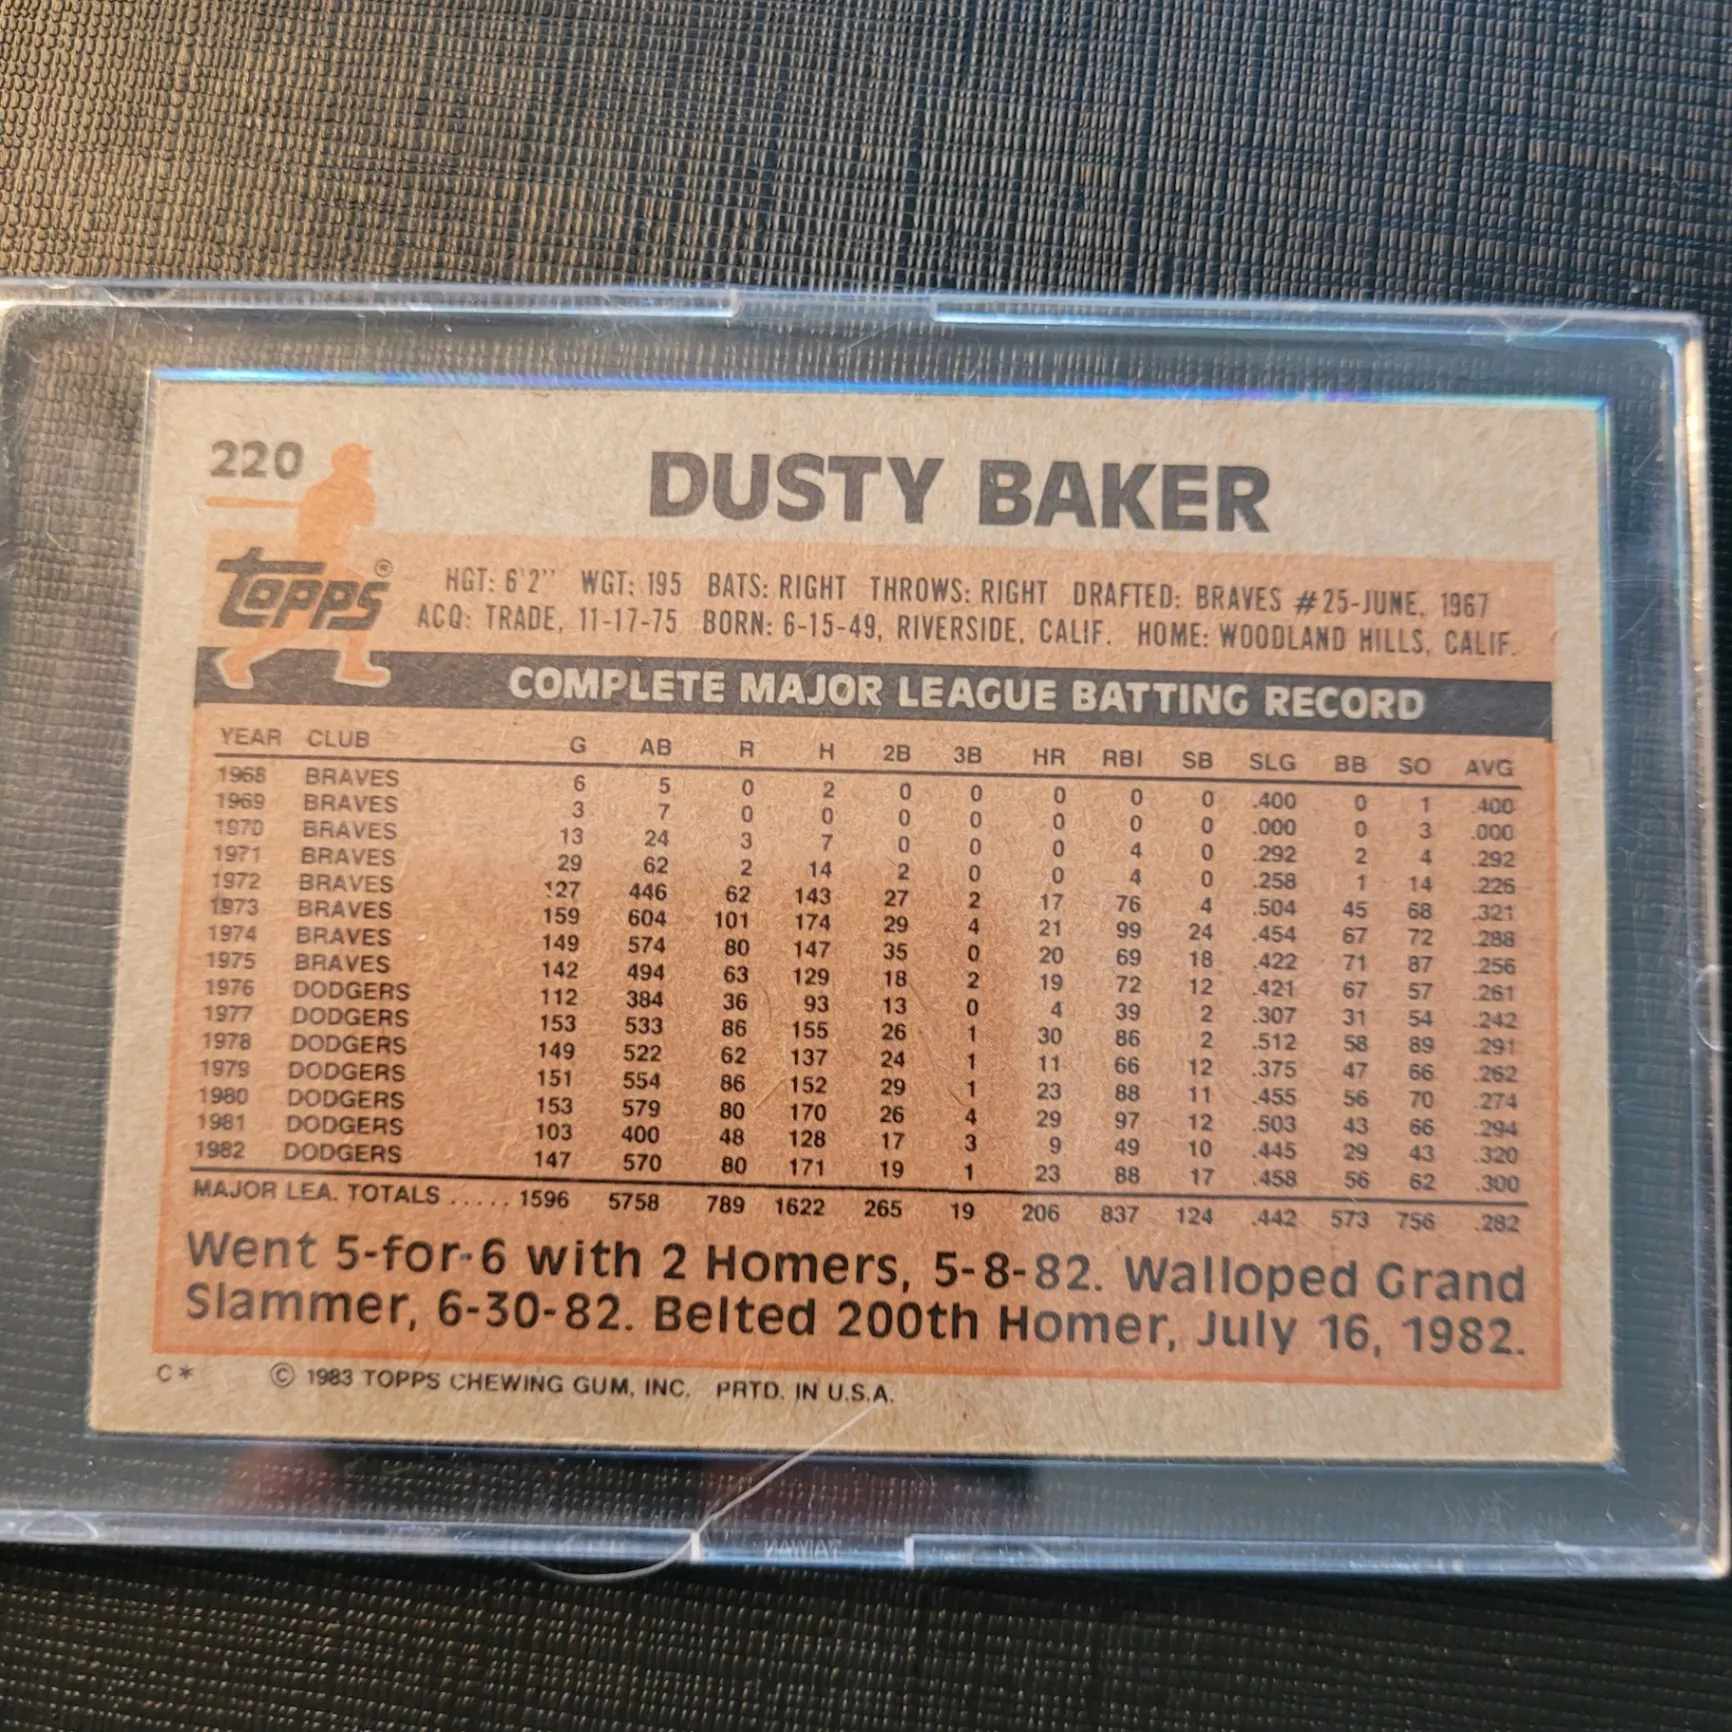 220
DUSTY BAKER
Topps®
HGT: 6'2" WGT: 195 BATS: RIGHT THROWS: RIGHT DRAFTED: BRAVES #25-JUNE, 1967
ACQ: TRADE, 11-17-75 BORN: 6-15-49, RIVERSIDE, CALIF. HOME: WOODLAND HILLS, CALIF.
COMPLETE MAJOR LEAGUE BATTING RECORD
YEAR CLUB G AB R H 2B 3B HR RBI SB SLG BB SO AVG
1968 BRAVES 6 5 0 2 0 0 0 0 0 .400 0 1 .400
1969 BRAVES 3 7 0 0 0 0 0 0 0 .000 0 3 .000
1970 BRAVES 13 24 3 7 0 0 0 4 0 .292 2 4 .292
1971 BRAVES 29 62 2 14 2 0 0 4 0 .258 1 14 .226
1972 BRAVES 127 446 62 143 27 2 17 76 4 .504 45 68 .321
1973 BRAVES 159 604 101 174 29 4 21 99 24 .454 67 72 .288
1974 BRAVES 149 574 80 147 35 0 20 69 18 .422 71 87 .256
1975 BRAVES 142 494 63 129 18 2 19 72 12 .421 67 57 .261
1976 DODGERS 112 384 36 93 13 0 4 39 2 .307 31 54 .242
1977 DODGERS 153 533 86 155 26 1 30 86 2 .512 58 89 .291
1978 DODGERS 149 522 62 137 24 1 11 66 12 .375 47 66 .262
1979 DODGERS 151 554 86 152 29 1 23 88 11 .455 56 70 .274
1980 DODGERS 153 579 80 170 26 4 29 97 12 .503 43 66 .294
1981 DODGERS 103 400 48 128 17 3 9 49 10 .445 29 43 .320
1982 DODGERS 147 570 80 171 19 1 23 88 17 .458 56 62 .300
MAJOR LEA. TOTALS ..... 1596 5758 789 1622 265 19 206 837 124 .442 573 756 .282
Went 5-for-6 with 2 Homers, 5-8-82. Walloped Grand
Slammer, 6-30-82. Belted 200th Homer, July 16, 1982.
C* © 1983 TOPPS CHEWING GUM, INC. PRTD. IN U.S.A.
TAIWAN